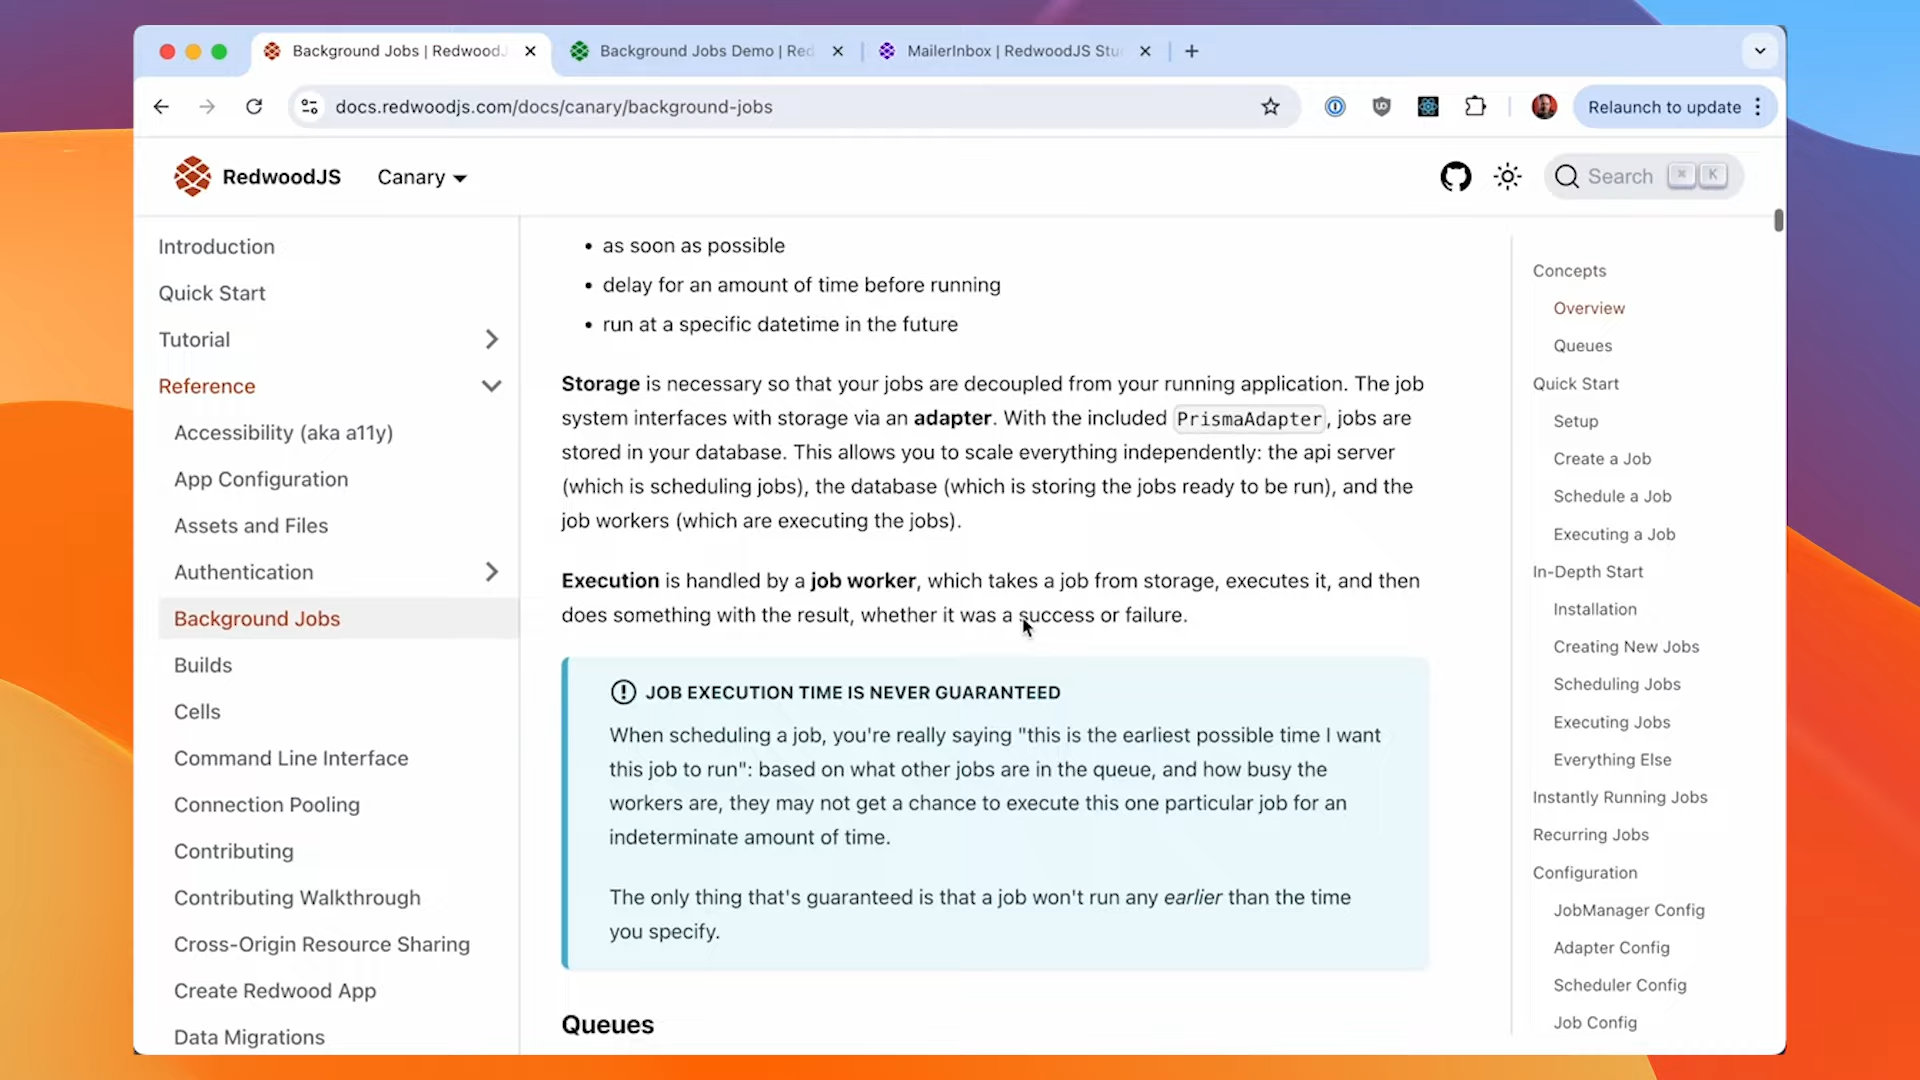 Background Jobs | RedwoodJ
Background Jobs Demo | Red
MailerInbox | RedwoodJS Stu
docs.redwoodjs.com/docs/canary/background-jobs
Relaunch to update
RedwoodJS
Canary
Search
K
Introduction
Quick Start
Tutorial
Reference
Accessibility (aka a11y)
App Configuration
Assets and Files
Authentication
Background Jobs
Builds
Cells
Command Line Interface
Connection Pooling
Contributing
Contributing Walkthrough
Cross-Origin Resource Sharing
Create Redwood App
Data Migrations
• as soon as possible
• delay for an amount of time before running
• run at a specific datetime in the future
Storage is necessary so that your jobs are decoupled from your running application. The job
system interfaces with storage via an adapter. With the included PrismaAdapter, jobs are
stored in your database. This allows you to scale everything independently: the api server
(which is scheduling jobs), the database (which is storing the jobs ready to be run), and the
job workers (which are executing the jobs).
Execution is handled by a job worker, which takes a job from storage, executes it, and then
does something with the result, whether it was a success or failure.
JOB EXECUTION TIME IS NEVER GUARANTEED
When scheduling a job, you're really saying "this is the earliest possible time I want
this job to run": based on what other jobs are in the queue, and how busy the
workers are, they may not get a chance to execute this one particular job for an
indeterminate amount of time.
The only thing that's guaranteed is that a job won't run any earlier than the time
you specify.
Queues
Concepts
Overview
Queues
Quick Start
Setup
Create a Job
Schedule a Job
Executing a Job
In-Depth Start
Installation
Creating New Jobs
Scheduling Jobs
Executing Jobs
Everything Else
Instantly Running Jobs
Recurring Jobs
Configuration
JobManager Config
Adapter Config
Scheduler Config
Job Config